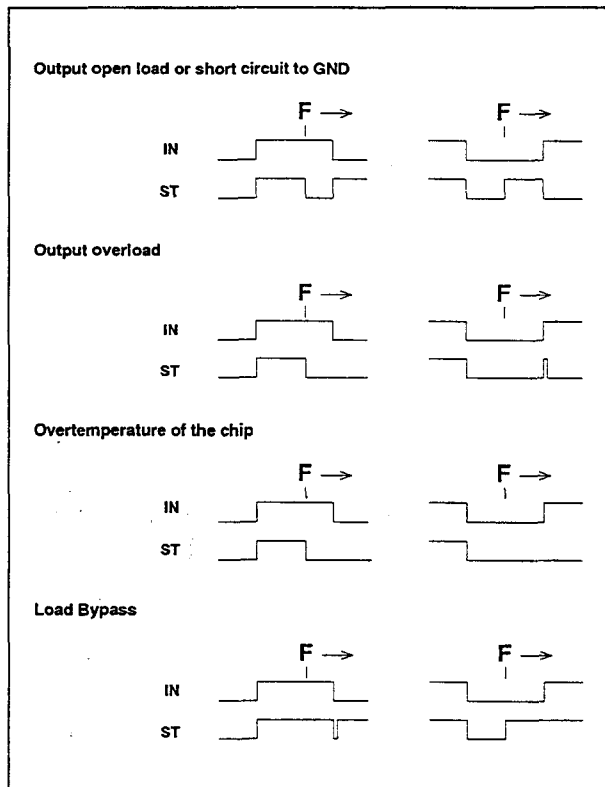 Output open load or short circuit to GND
F → F →
IN
ST
Output overload
F → F →
IN
ST
Overtemperature of the chip
F → F →
IN
ST
Load Bypass
F → F →
IN
ST